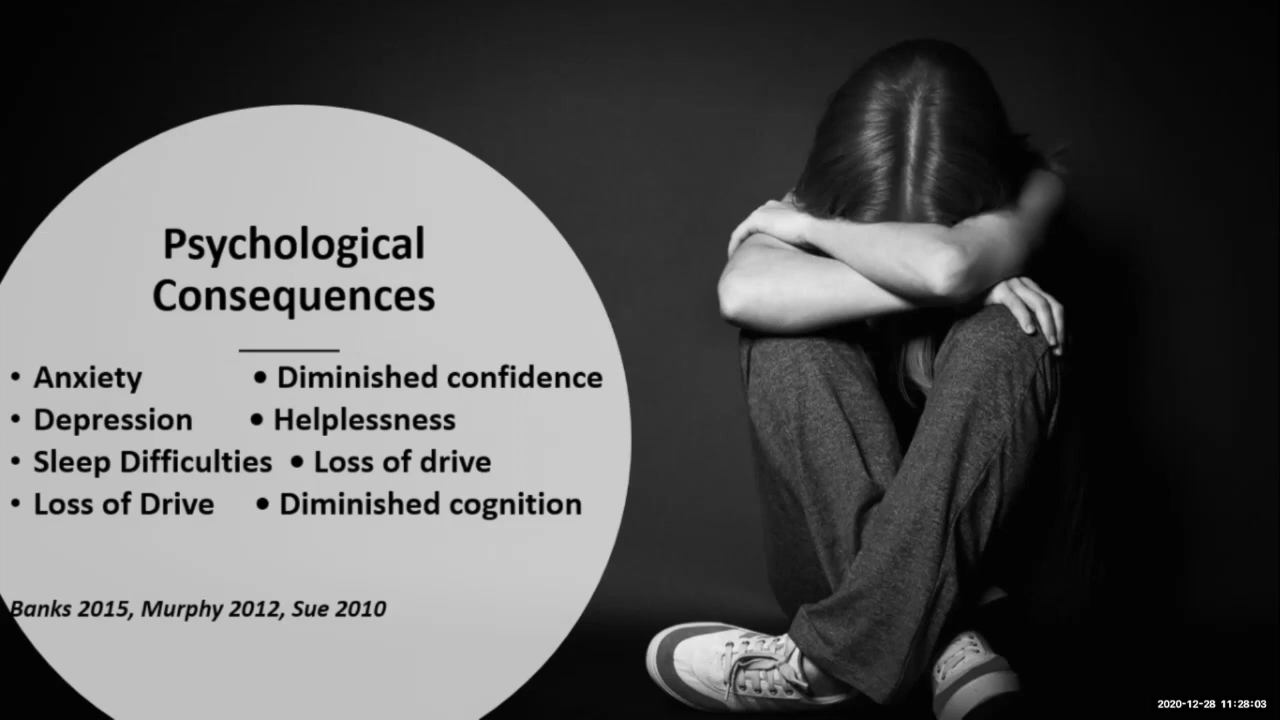 Psychological
Consequences
• Anxiety • Diminished confidence
• Depression • Helplessness
• Sleep Difficulties • Loss of drive
• Loss of Drive • Diminished cognition
Banks 2015, Murphy 2012, Sue 2010
2020-12-28 11:28:03